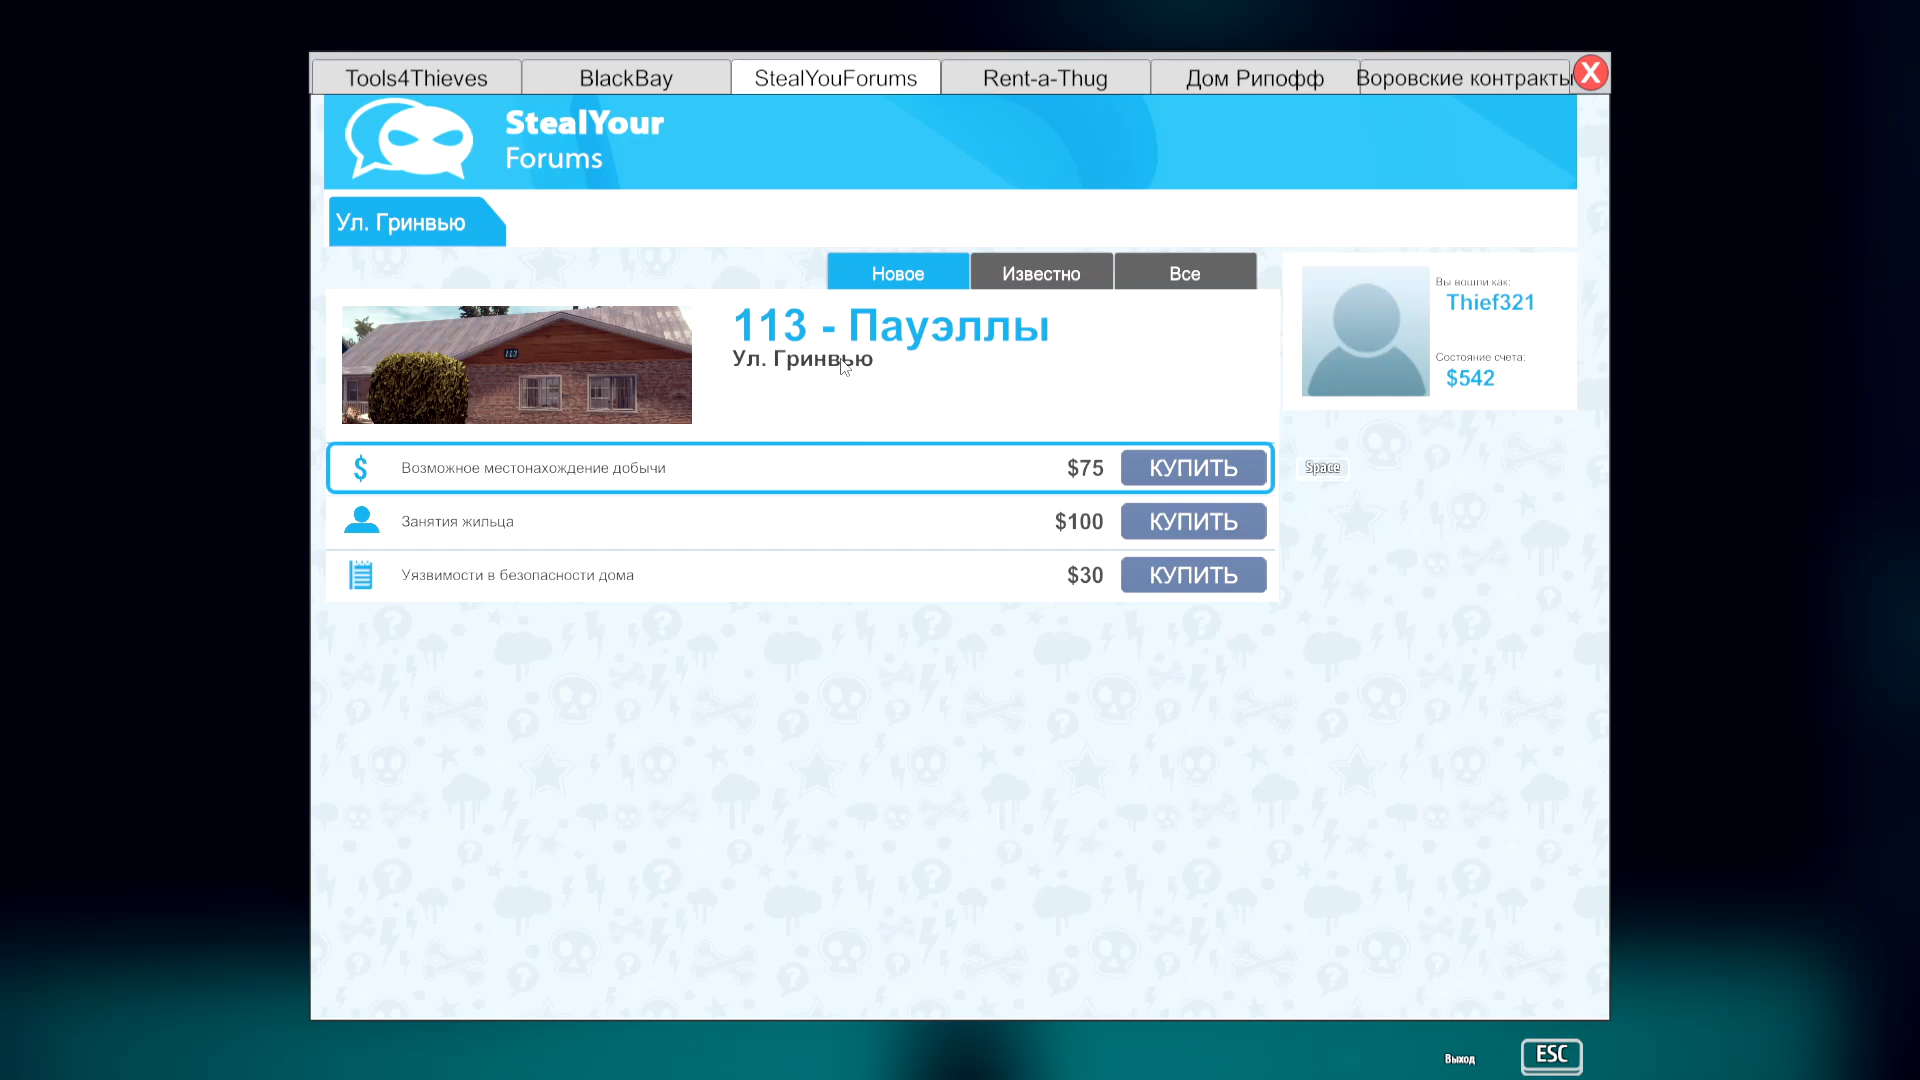 Tools4Thieves
BlackBay
StealYouForums
Rent-a-Thug
Дом Рипофф
Воровские контракты
X
StealYour
Forums
Ул. Гринвью
Новое
Известно
Все
113
113 - Пауэллы
Ул. Гринвью
Вы вошли как:
Thief321
Состояние счета:
$542
Возможное местонахождение добычи $75 КУПИТЬ
Space
Занятия жильца $100 КУПИТЬ
Уязвимости в безопасности дома $30 КУПИТЬ
Выход ESC